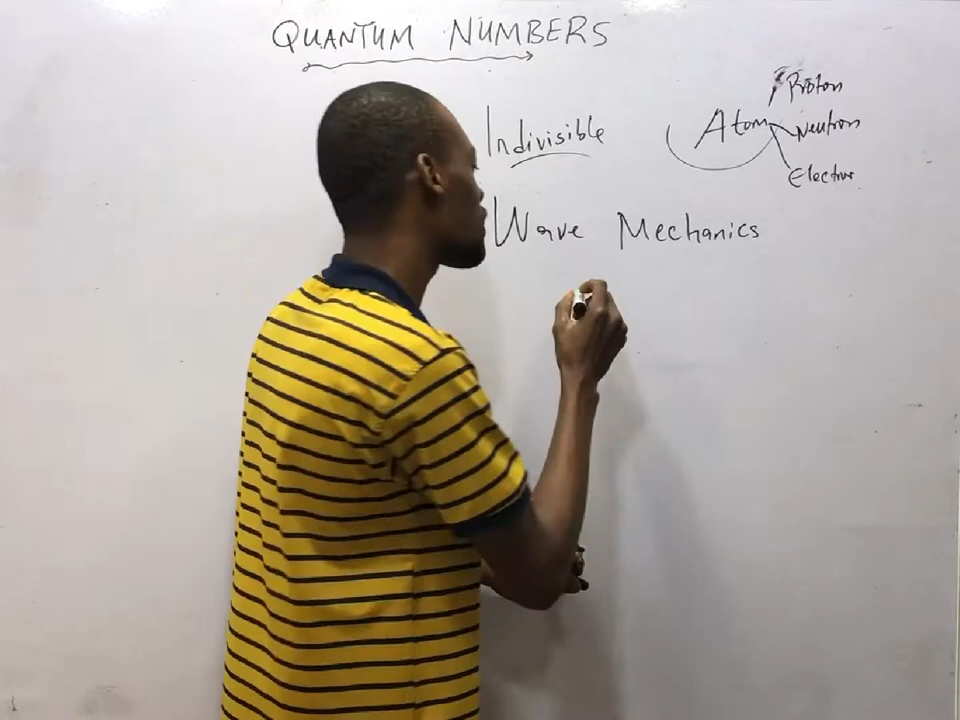 QUANTUM NUMBERS
Proton
Indivisible
Atom
Neutron
Electron
Wave Mechanics